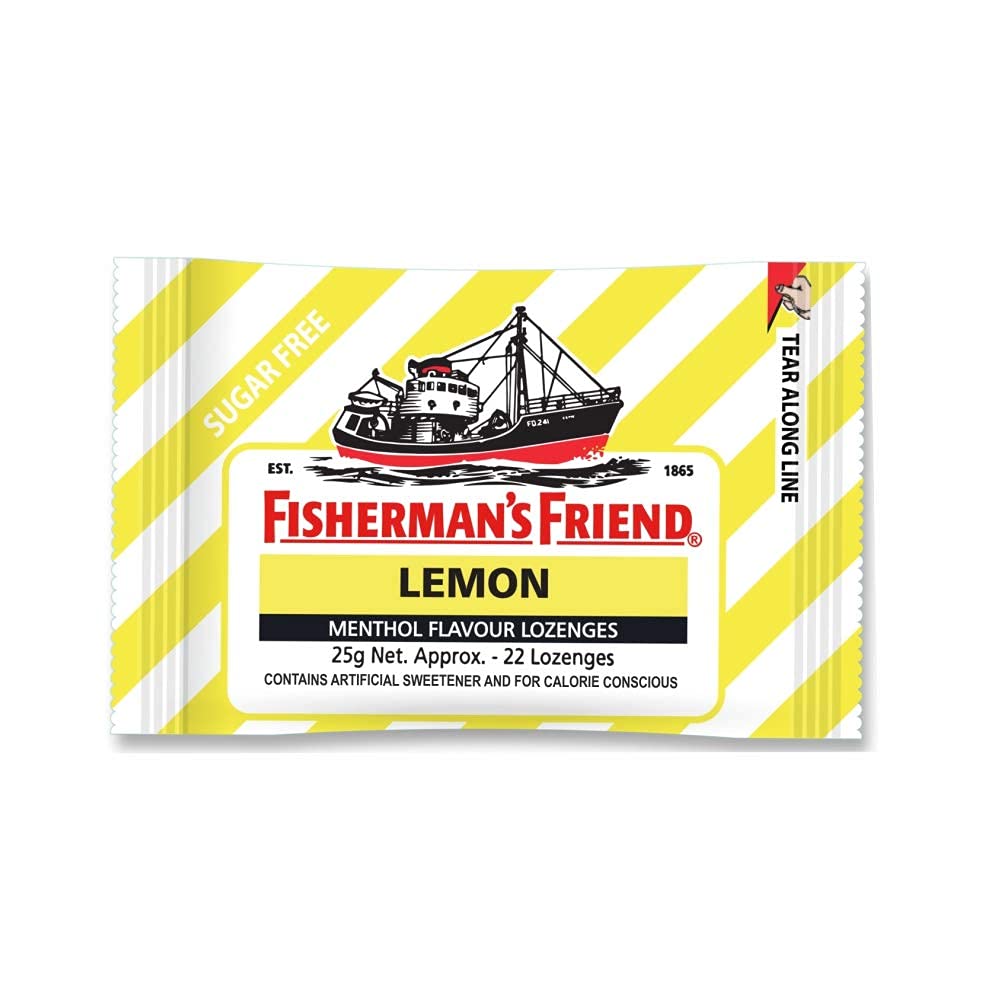 SUGAR FREE
TEAR ALONG LINE
FD241
EST. 1865
FISHERMAN'S FRIEND®
LEMON
MENTHOL FLAVOUR LOZENGES
25g Net. Approx. - 22 Lozenges
CONTAINS ARTIFICIAL SWEETENER AND FOR CALORIE CONSCIOUS